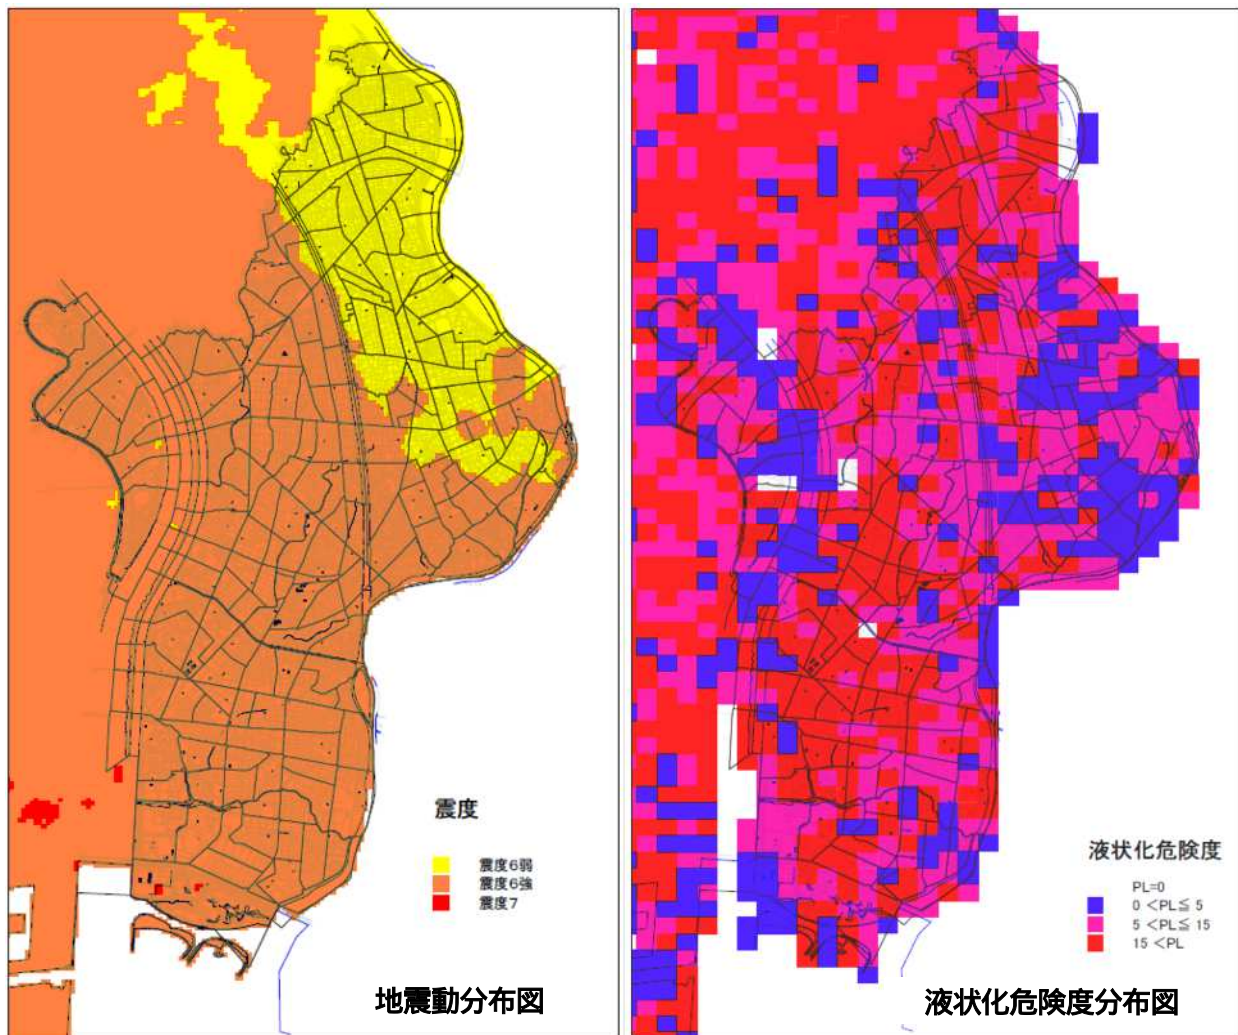 震度
震度6弱
震度6強
震度7
地震動分布図
液状化危険度
PL=0
0 <PL≦ 5
5 <PL≦ 15
15 <PL
液状化危険度分布図